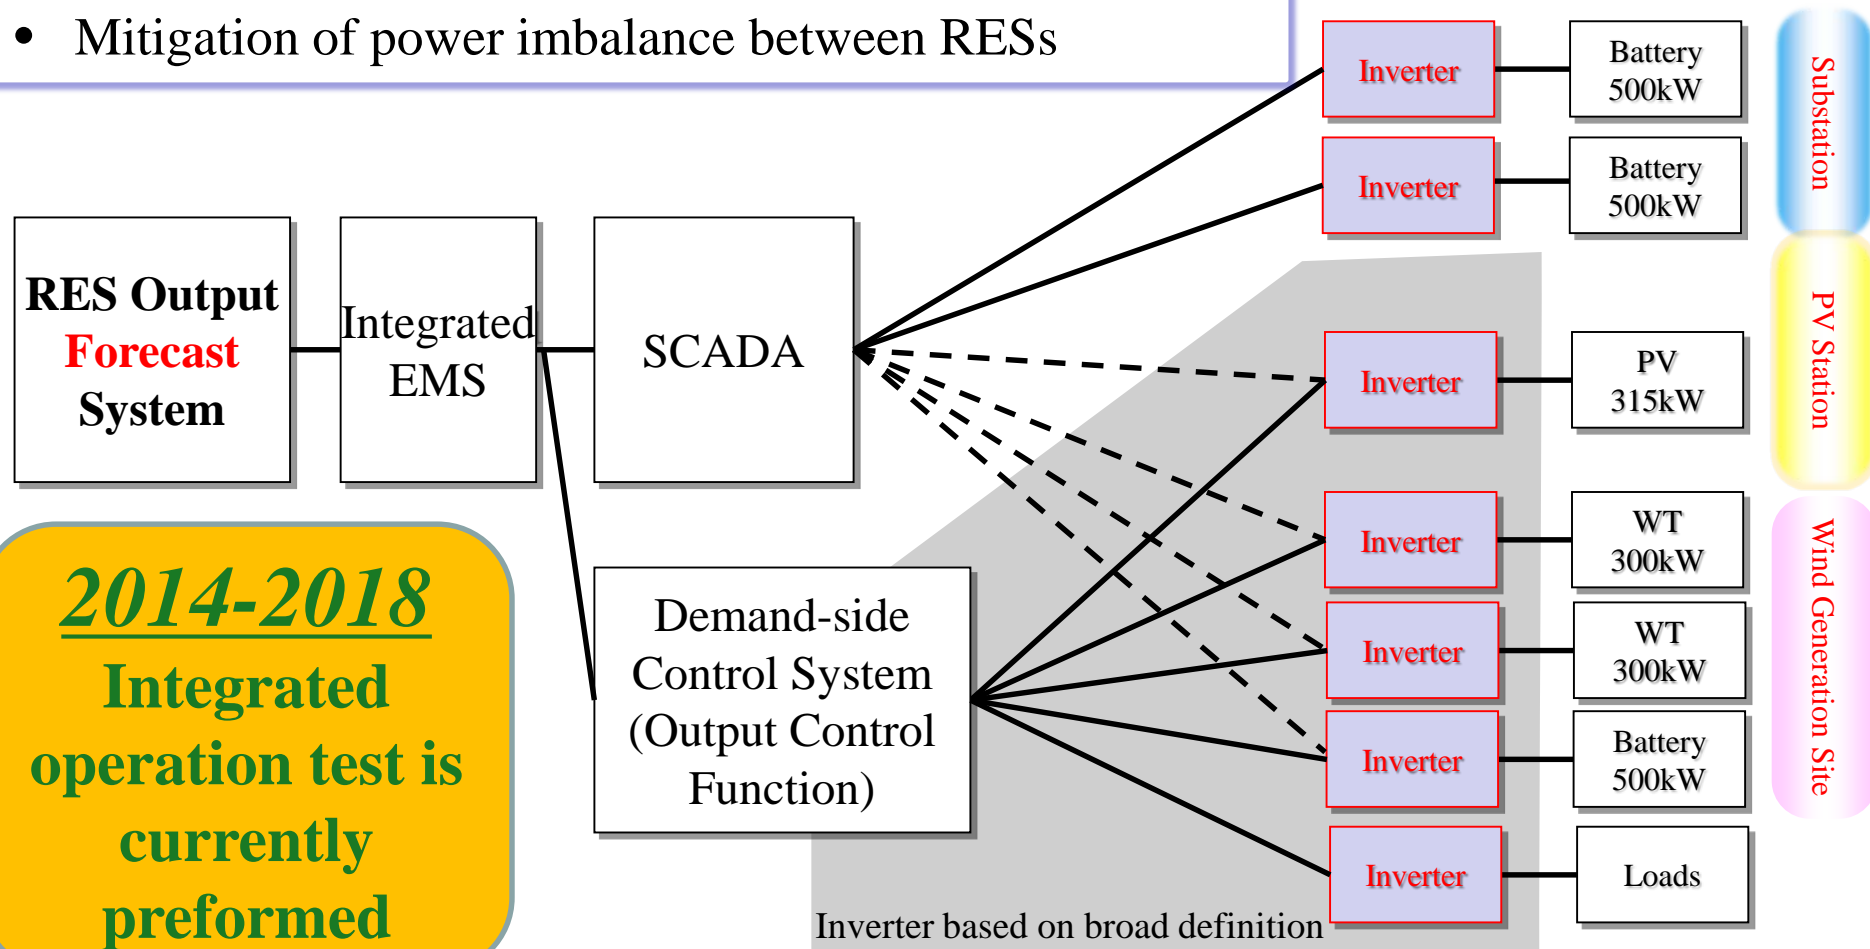 • Mitigation of power imbalance between RESs
Inverter
Battery
500kW
Inverter
Battery
500kW
Substation
RES Output
Forecast
System
Integrated
EMS
SCADA
Inverter
PV
315kW
PV Station
2014-2018
Integrated
operation test is
currently
preformed
Demand-side
Control System
(Output Control
Function)
Inverter
WT
300kW
Inverter
WT
300kW
Inverter
Battery
500kW
Wind Generation Site
Inverter
Loads
Inverter based on broad definition